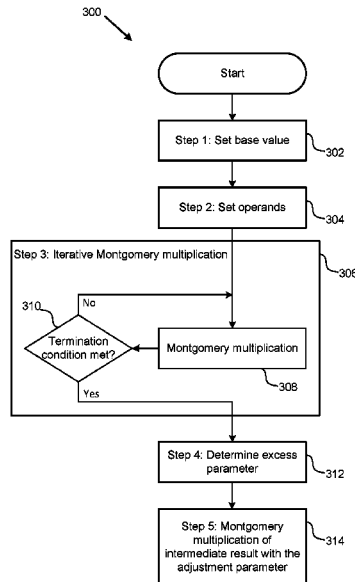 300
Start
Step 1: Set base value
302
Step 2: Set operands
304
Step 3: Iterative Montgomery multiplication
306
310
No
Termination
condition met?
Montgomery multiplication
308
Yes
Step 4: Determine excess
parameter
312
Step 5: Montgomery
multiplication of
intermediate result with the
adjustment parameter
314